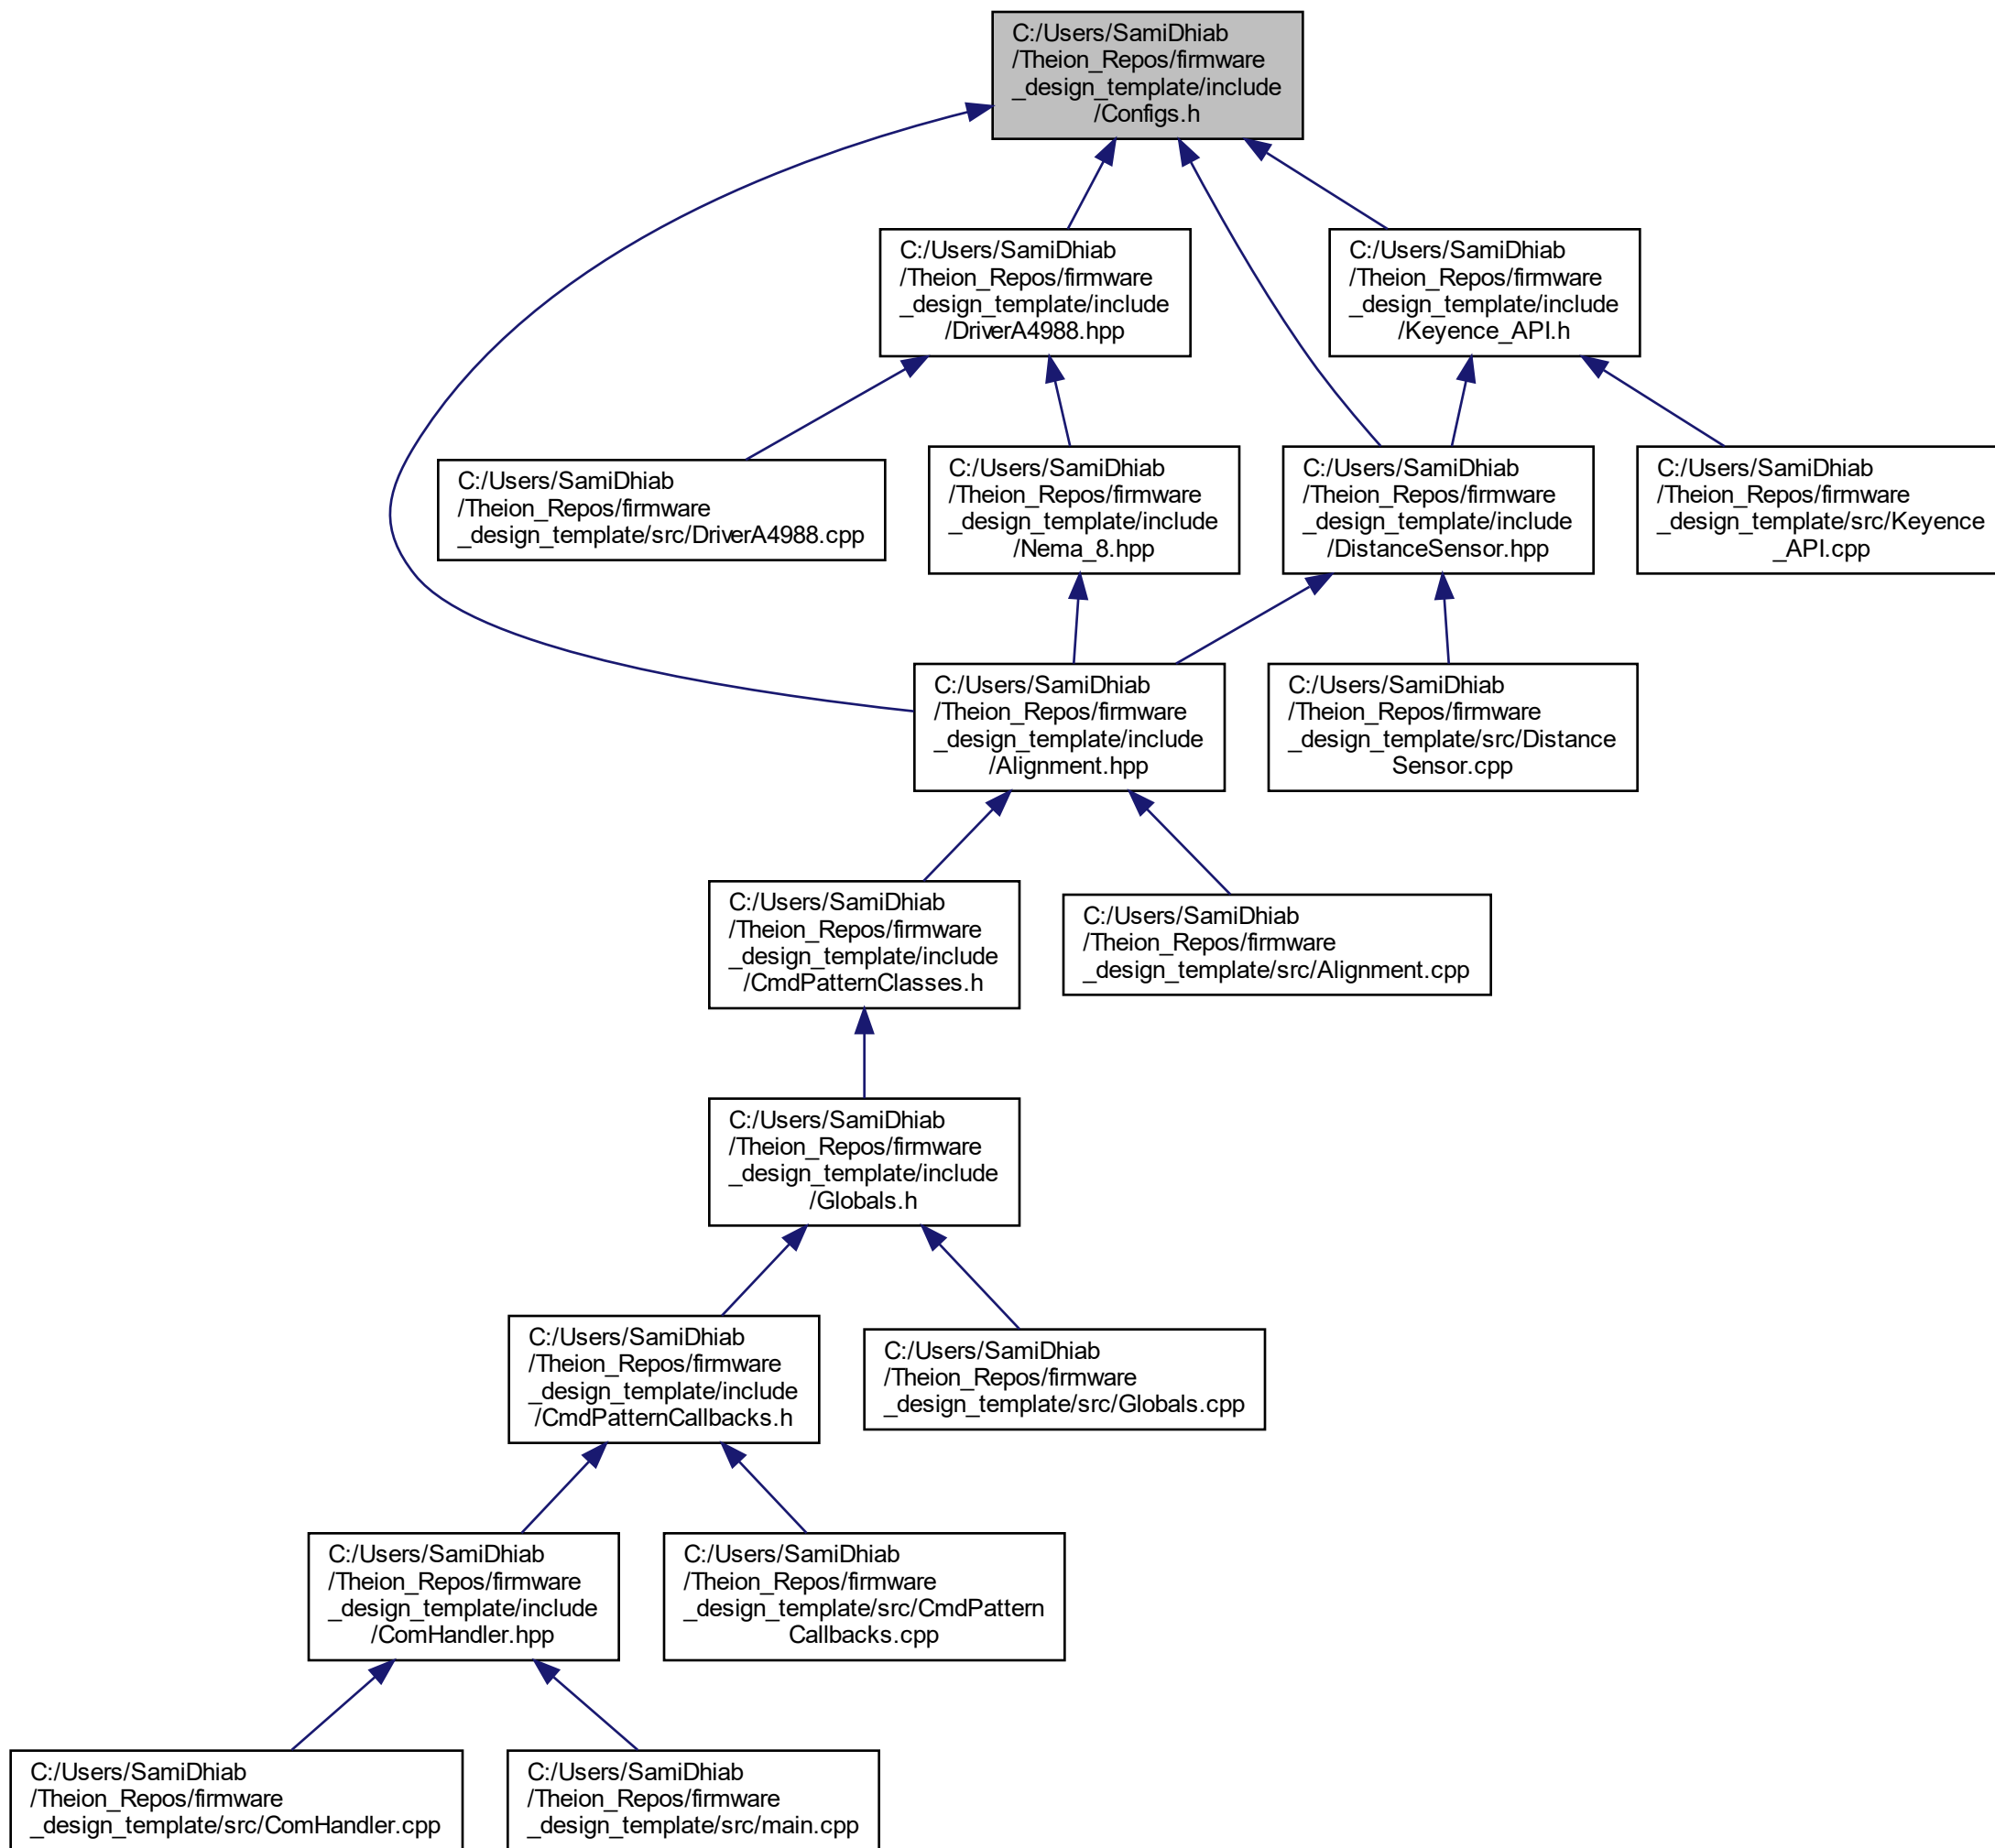 C:/Users/SamiDhiab
/Theion_Repos/firmware
_design_template/include
/Configs.h
C:/Users/SamiDhiab
/Theion_Repos/firmware
_design_template/include
/DriverA4988.hpp
C:/Users/SamiDhiab
/Theion_Repos/firmware
_design_template/include
/Keyence_API.h
C:/Users/SamiDhiab
/Theion_Repos/firmware
_design_template/src/DriverA4988.cpp
C:/Users/SamiDhiab
/Theion_Repos/firmware
_design_template/include
/Nema_8.hpp
C:/Users/SamiDhiab
/Theion_Repos/firmware
_design_template/include
/DistanceSensor.hpp
C:/Users/SamiDhiab
/Theion_Repos/firmware
_design_template/src/Keyence
_API.cpp
C:/Users/SamiDhiab
/Theion_Repos/firmware
_design_template/include
/Alignment.hpp
C:/Users/SamiDhiab
/Theion_Repos/firmware
_design_template/src/Distance
Sensor.cpp
C:/Users/SamiDhiab
/Theion_Repos/firmware
_design_template/include
/CmdPatternClasses.h
C:/Users/SamiDhiab
/Theion_Repos/firmware
_design_template/src/Alignment.cpp
C:/Users/SamiDhiab
/Theion_Repos/firmware
_design_template/include
/Globals.h
C:/Users/SamiDhiab
/Theion_Repos/firmware
_design_template/include
/CmdPatternCallbacks.h
C:/Users/SamiDhiab
/Theion_Repos/firmware
_design_template/src/Globals.cpp
C:/Users/SamiDhiab
/Theion_Repos/firmware
_design_template/include
/ComHandler.hpp
C:/Users/SamiDhiab
/Theion_Repos/firmware
_design_template/src/CmdPattern
Callbacks.cpp
C:/Users/SamiDhiab
/Theion_Repos/firmware
_design_template/src/ComHandler.cpp
C:/Users/SamiDhiab
/Theion_Repos/firmware
_design_template/src/main.cpp